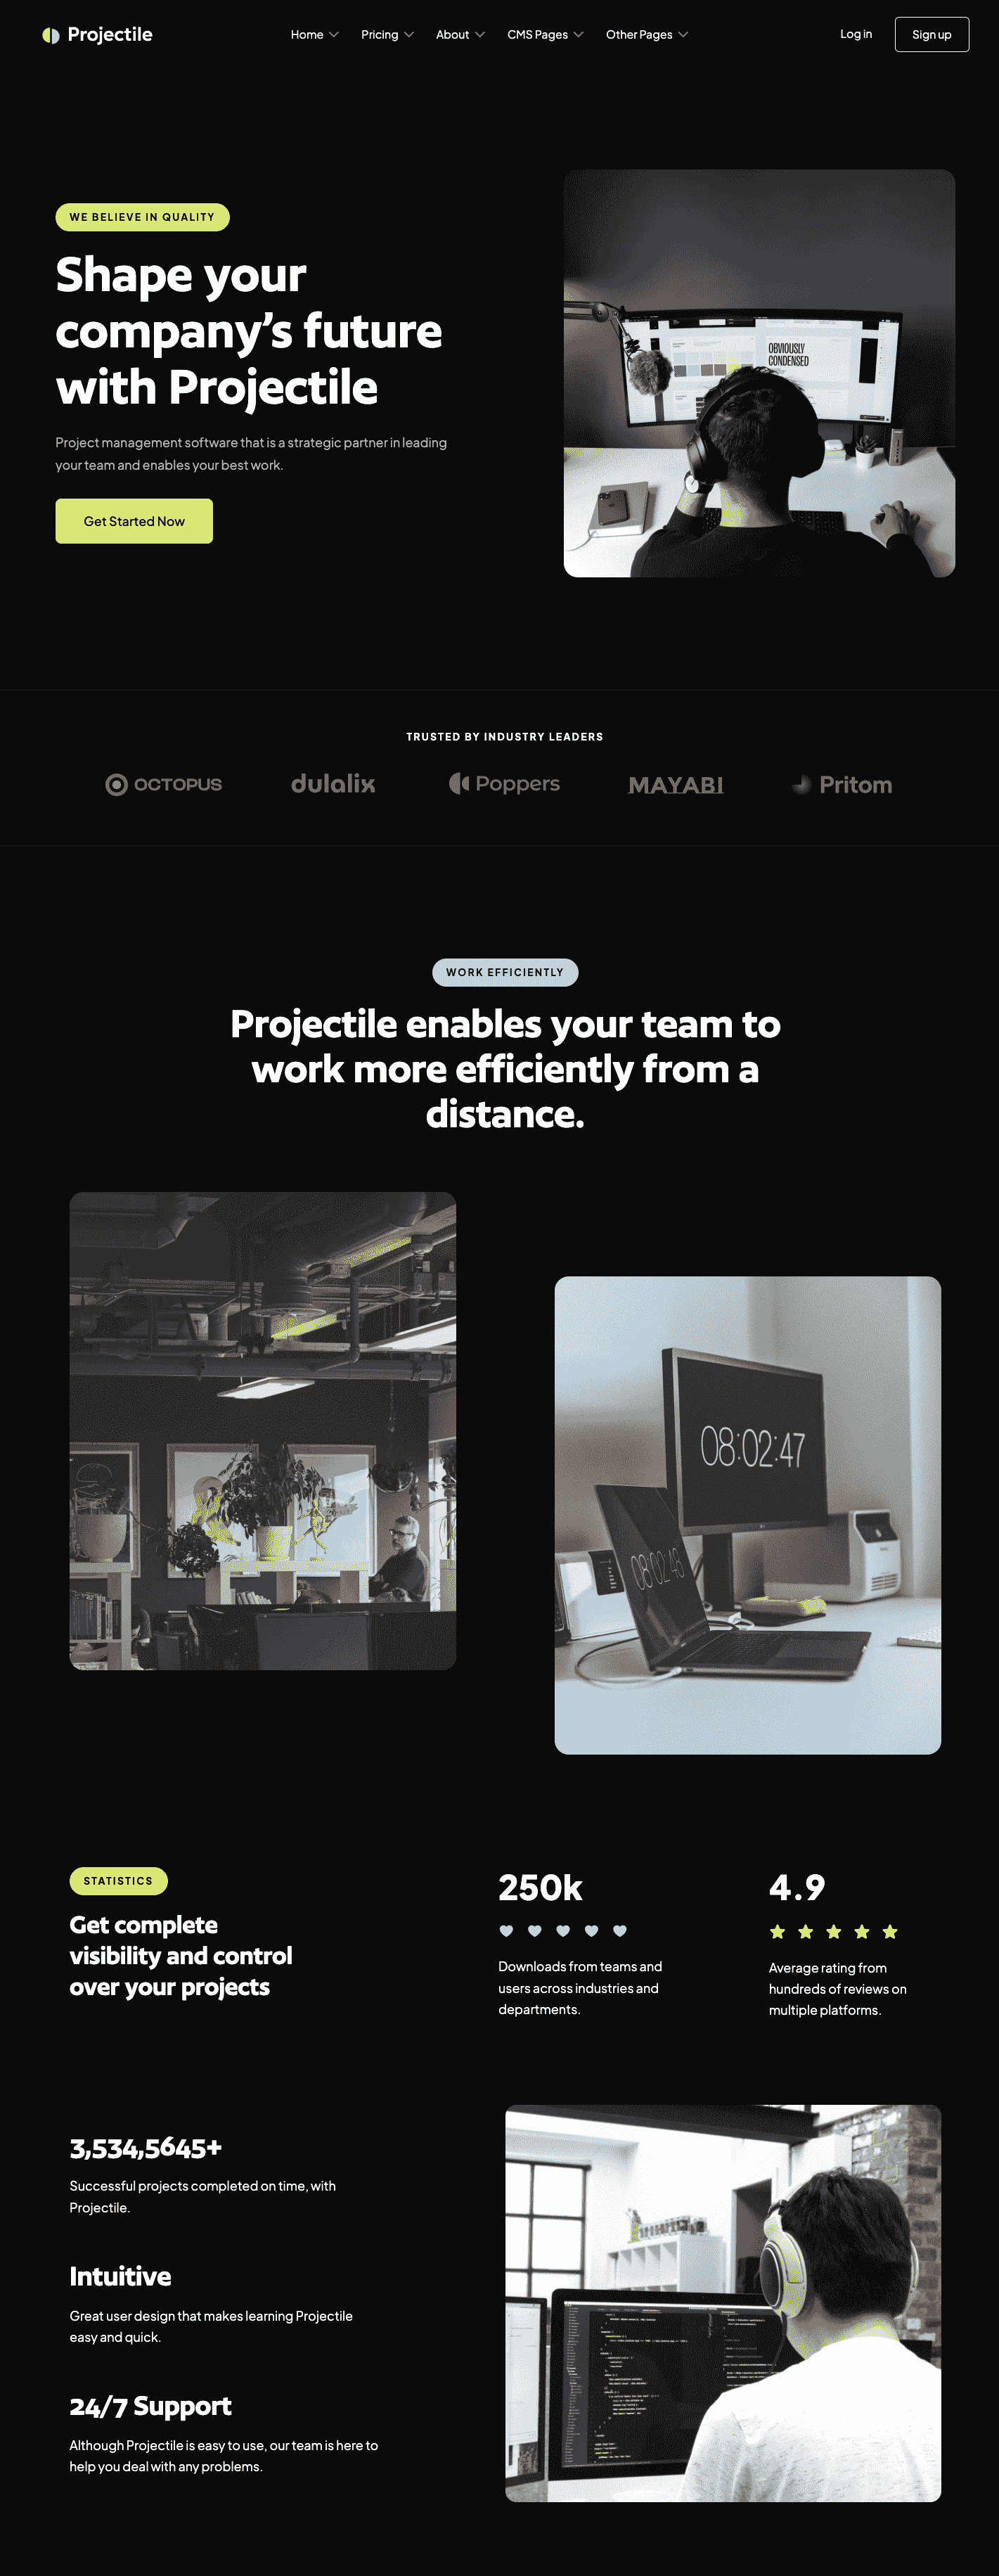 Projectile
Home
Pricing
About
CMS Pages
Other Pages
Log in
Sign up
WE BELIEVE IN QUALITY
Shape your
company’s future
with Projectile
Project management software that is a strategic partner in leading
your team and enables your best work.
Get Started Now
OBVIOUSLY
CONDENSED
TRUSTED BY INDUSTRY LEADERS
OCTOPUS
dulalix
Poppers
MAYABI
Pritom
WORK EFFICIENTLY
Projectile enables your team to
work more efficiently from a
distance.
08:02:47
STATISTICS
Get complete
visibility and control
over your projects
250k
Downloads from teams and
users across industries and
departments.
4.9
Average rating from
hundreds of reviews on
multiple platforms.
3,534,5645+
Successful projects completed on time, with
Projectile.
Intuitive
Great user design that makes learning Projectile
easy and quick.
24/7 Support
Although Projectile is easy to use, our team is here to
help you deal with any problems.